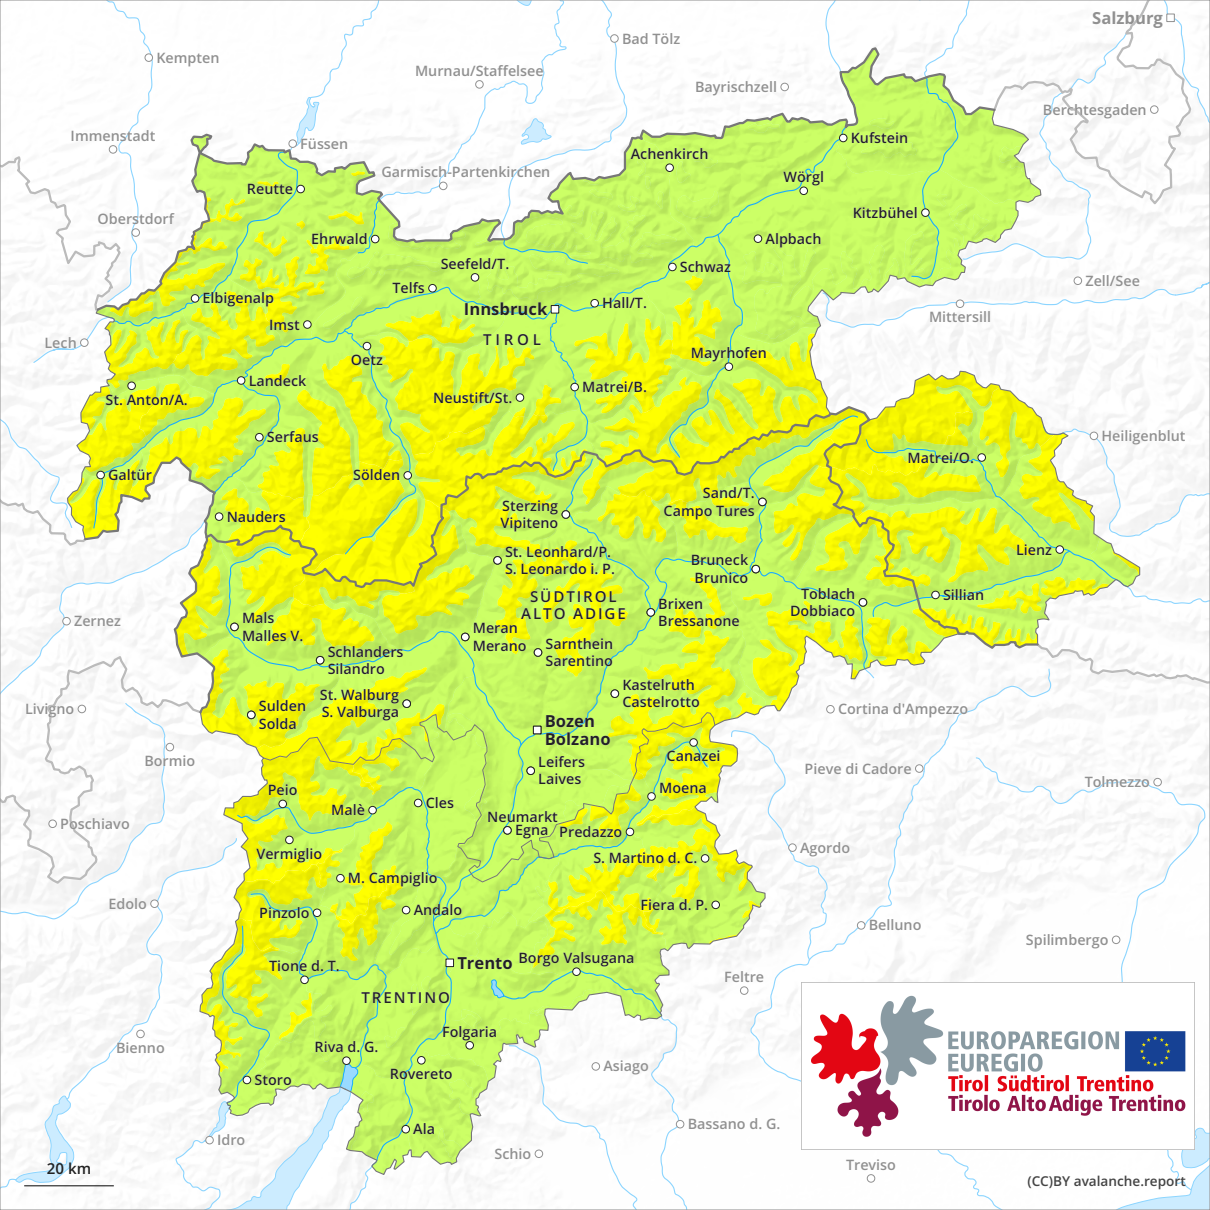 Salzburg
Bad Tölz
Kempten
Murnau/Staffelsee
Bayrischzell
Berchtesgaden
Immenstadt
Füssen
Kufstein
Achenkirch
Garmisch-Partenkirchen
Wörgl
Reutte
Oberstdorf
Kitzbühel
Ehrwald
Alpbach
Seefeld/T.
Schwaz
Zell/See
Telfs
Elbigenalp
Hall/T.
Innsbruck
Mittersill
Imst
TIROL
Lech
Oetz
Mayrhofen
Landeck
Matrei/B.
St. Anton/A.
Neustift/St.
Serfaus
Heiligenblut
Matrei/O.
Galtür
Sölden
Sand/T.
Campo Tures
Sterzing
Vipiteno
Nauders
St. Leonhard/P.
S. Leonardo i. P.
Lienz
Bruneck
Brunico
SÜDTIROL
ALTO ADIGE
Toblach
Dobbiaco
Sillian
Brixen
Bressanone
Zernez
Mals
Malles V.
Meran
Merano
Sarnthein
Sarentino
Schlanders
Silandro
Kastelruth
Castelrotto
St. Walburg
S. Valburga
Sulden
Solda
Livigno
Cortina d'Ampezzo
Bozen
Bolzano
Bormio
Canazei
Leifers
Laives
Pieve di Cadore
Tolmezzo
Peio
Moena
Malè
Cles
Neumarkt
Egna
Poschiavo
Predazzo
Vermiglio
S. Martino d. C.
Agordo
M. Campiglio
Edolo
Pinzolo
Andalo
Fiera d. P.
Belluno
Spilimbergo
Trento
Borgo Valsugana
Tione d. T.
Feltre
TRENTINO
Bienno
Folgaria
Riva d. G.
EUROPAREGION
EUREGIO
Tirol Südtirol Trentino
Tirolo Alto Adige Trentino
Asiago
Rovereto
Storo
Ala
Bassano d. G.
Idro
Schio
Treviso
20 km
(CC)BY avalanche.report